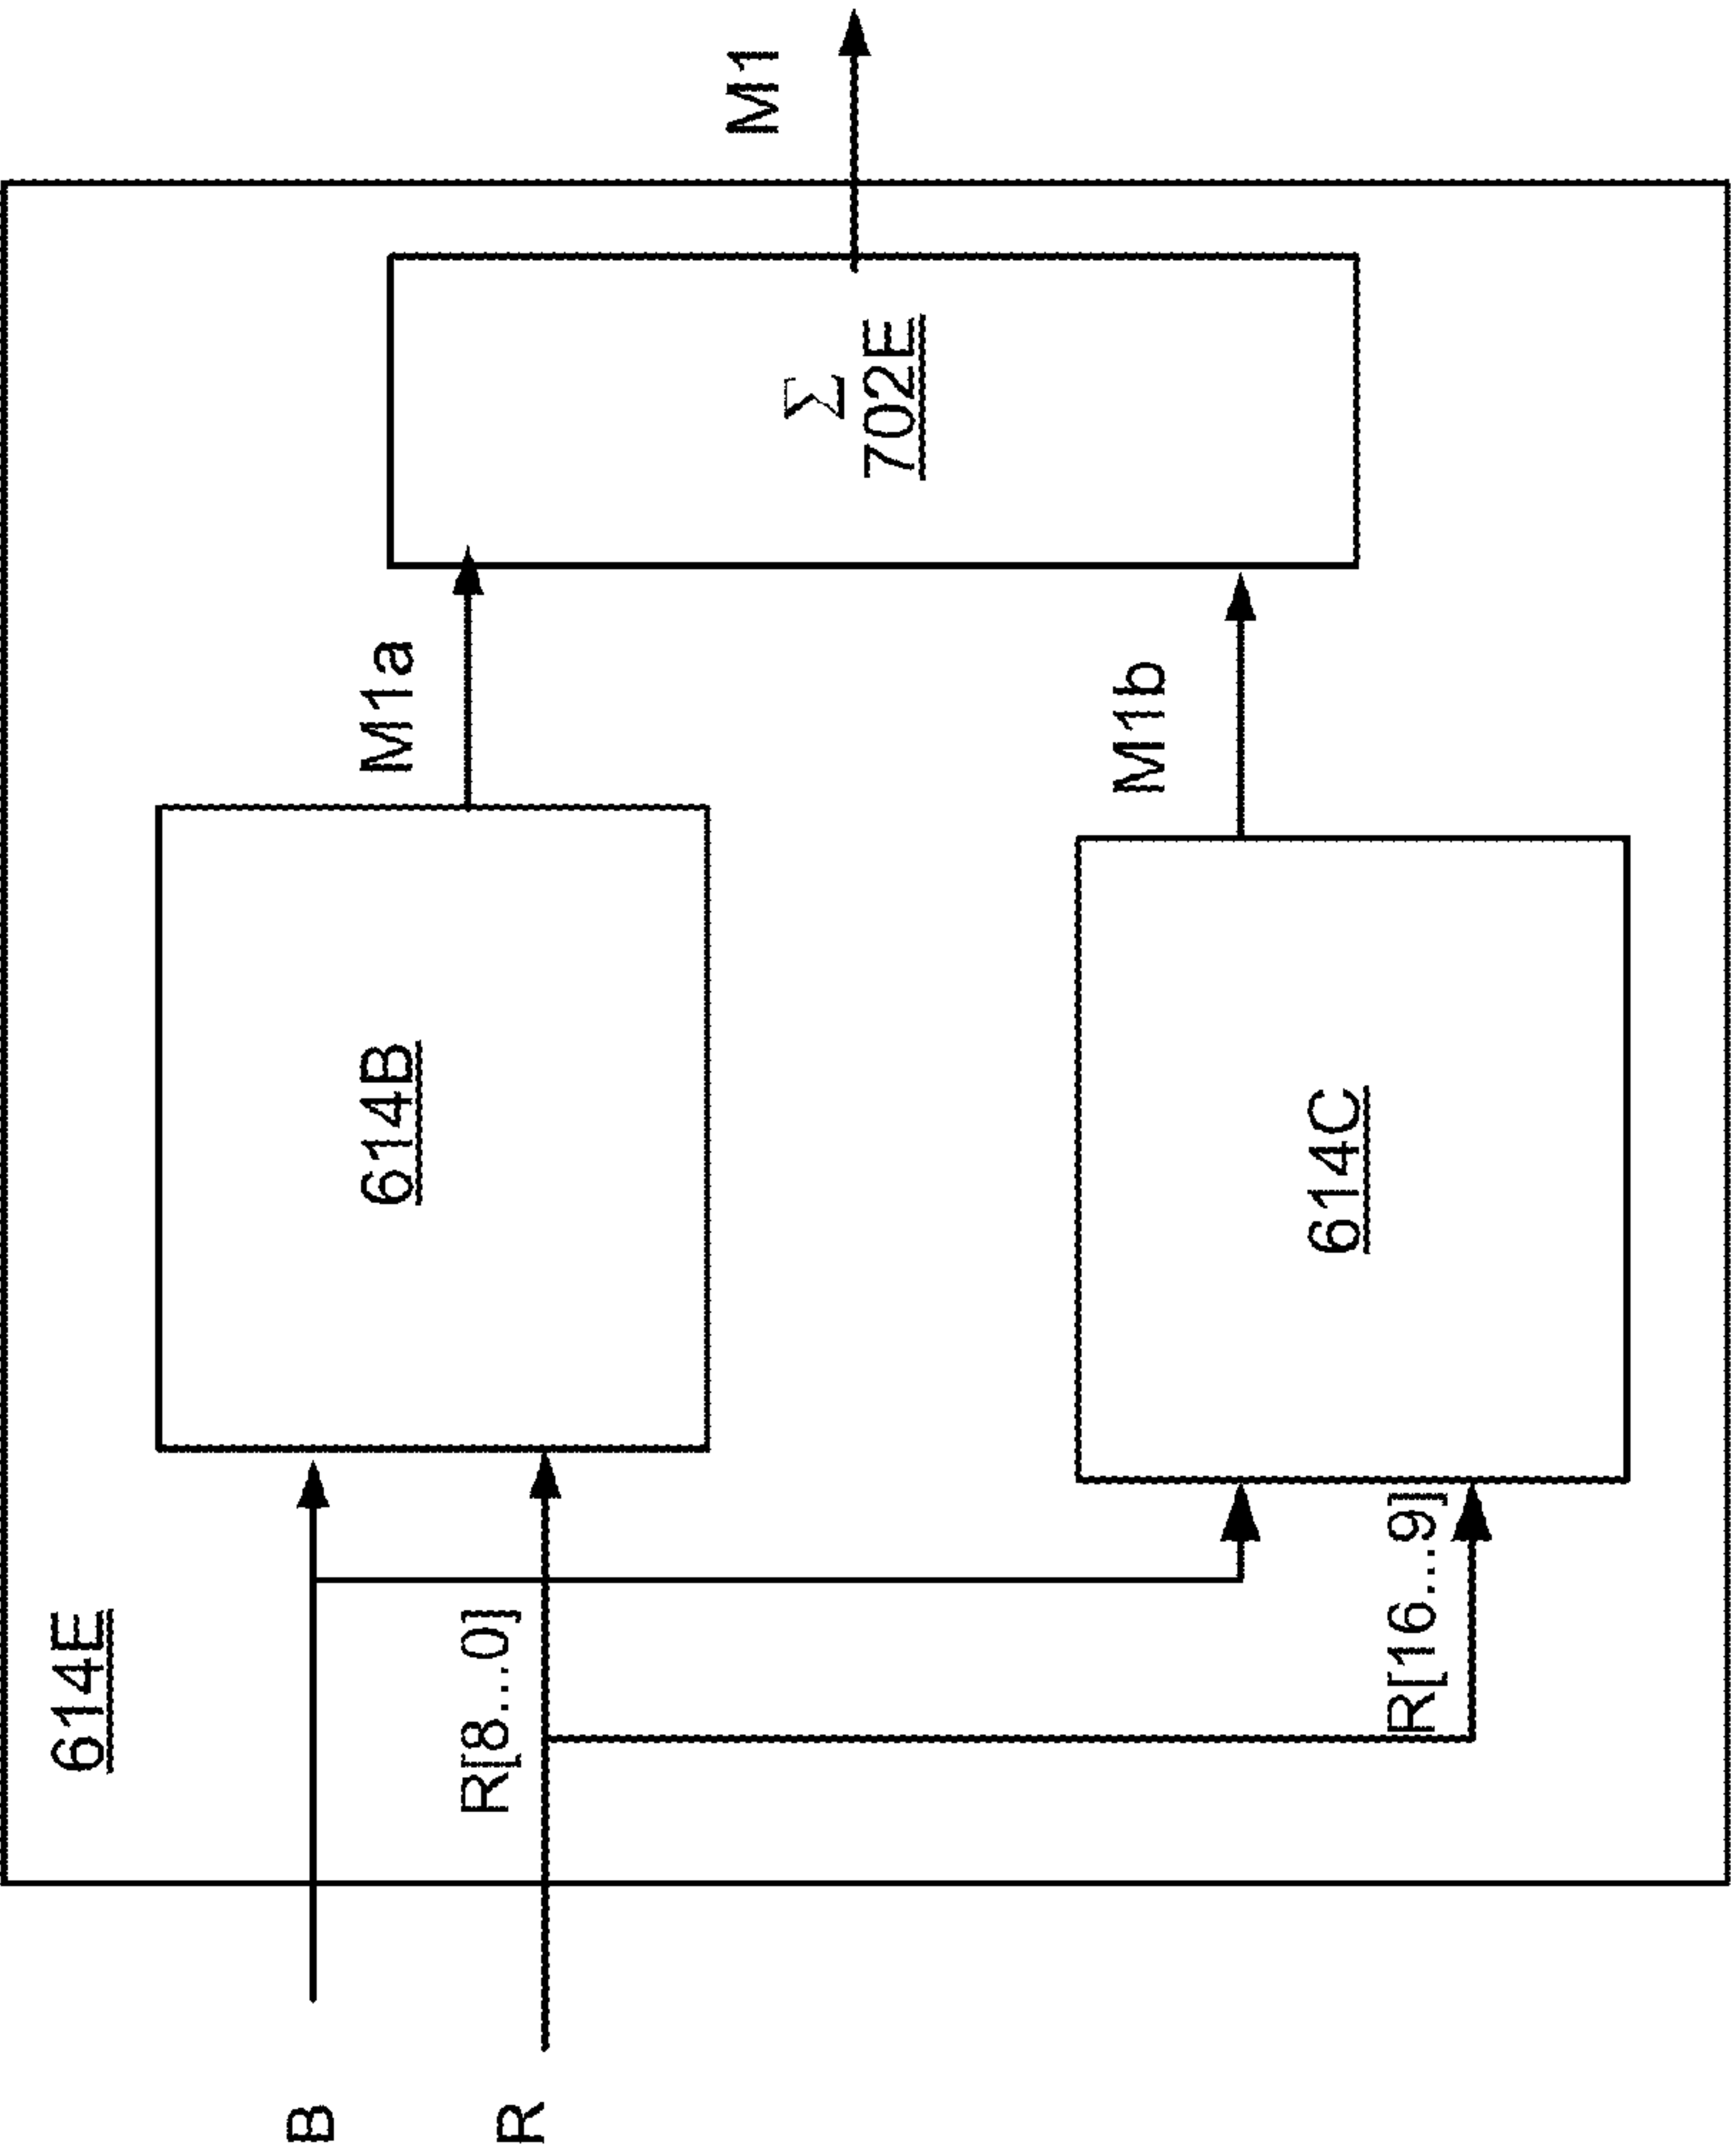 614E
B
R
R[8...0]
R[16...9]
614B
614C
M1a
M1b
Σ
702E
M1